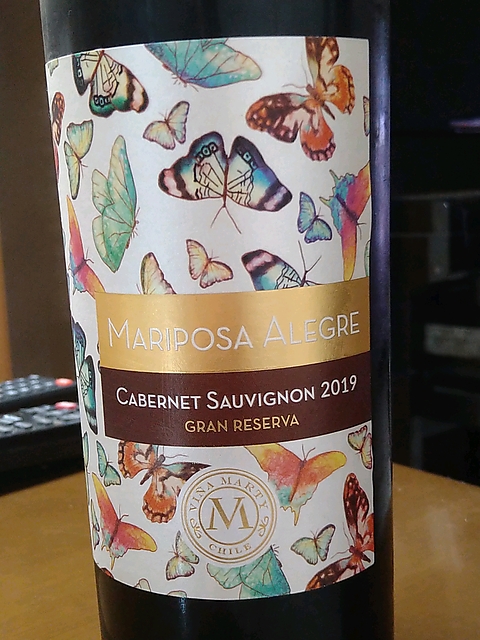 MARIPOSA ALEGRE
CABERNET SAUVIGNON 2019
GRAN RESERVA
VIÑA MARTY
M
CHILE